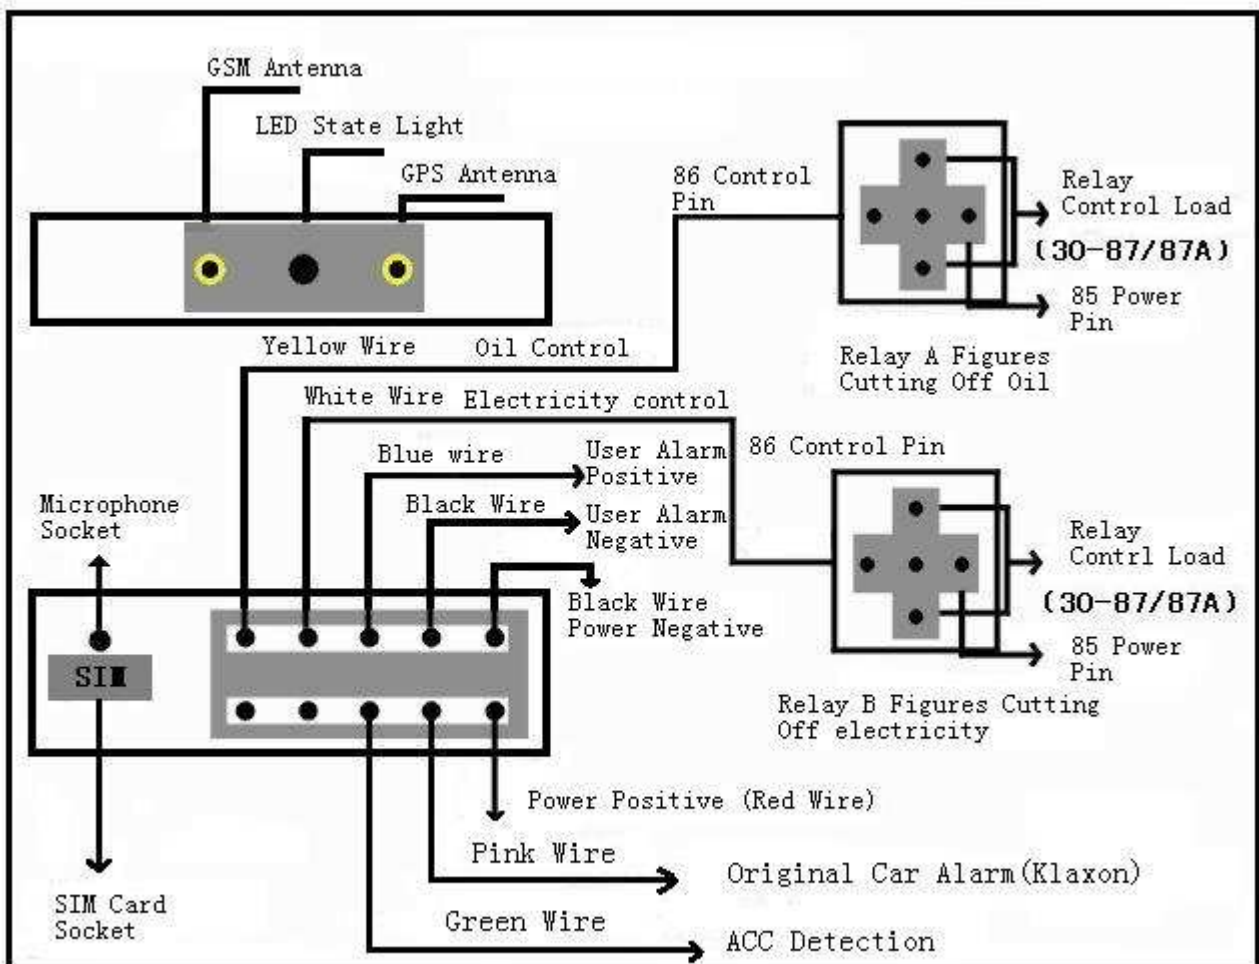 GSM Antenna
LED State Light
GPS Antenna
86 Control
Pin
Relay
Control Load
(30-87/87A)
85 Power
Pin
Relay A Figures
Cutting Off Oil
Yellow Wire
Oil Control
White Wire
Electricity control
Blue wire
User Alarm
Positive
86 Control Pin
Black Wire
User Alarm
Negative
Relay
Contrl Load
(30-87/87A)
85 Power
Pin
Relay B Figures Cutting
Off electricity
Microphone
Socket
Black Wire
Power Negative
SIM
Power Positive (Red Wire)
Pink Wire
Original Car Alarm(Klaxon)
SIM Card
Socket
Green Wire
ACC Detection